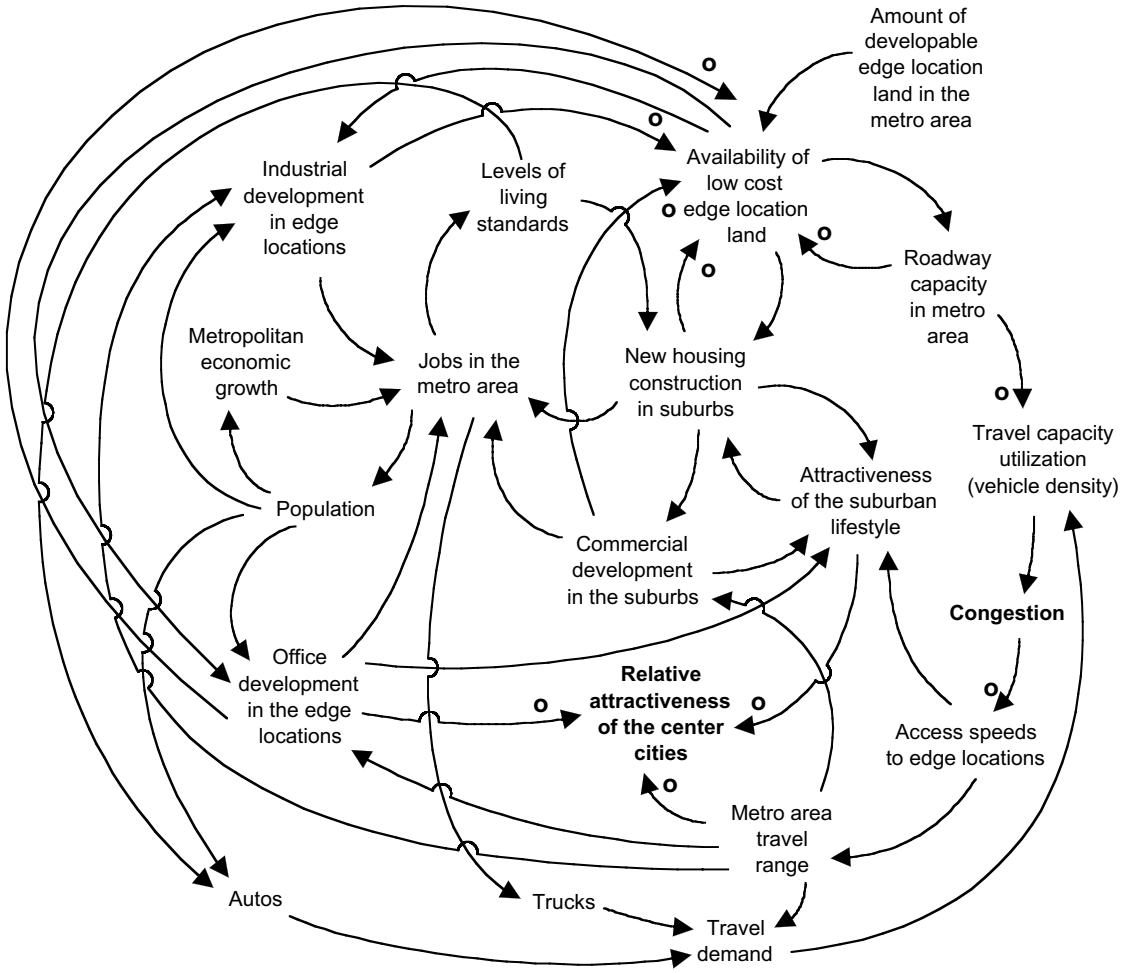 Amount of
developable
edge location
land in the
metro area
o
o
Industrial
development
in edge
locations
Levels of
living
standards
Availability of
low cost
edge location
land
o
o
o
Roadway
capacity
in metro
area
Metropolitan
economic
growth
Jobs in the
metro area
New housing
construction
in suburbs
o
Travel capacity
utilization
(vehicle density)
Attractiveness
of the suburban
lifestyle
Population
Commercial
development
in the suburbs
Congestion
Office
development
in the edge
locations
o
Relative
attractiveness
of the center
cities
o
o
o
Access speeds
to edge locations
Metro area
travel
range
Autos
Trucks
Travel
demand